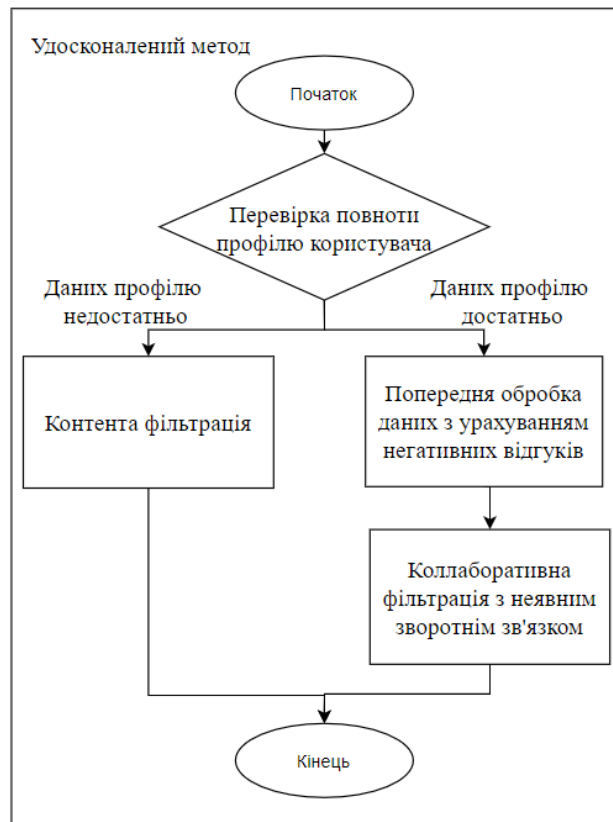 Удосконалений метод
Початок
Перевірка повноти
профілю користувача
Даних профілю
недостатньо
Даних профілю
достатньо
Контента фільтрація
Попередня обробка
даних з урахуванням
негативних відгуків
Коллаборативна
фільтрація з неявним
зворотнім зв'язком
Кінець